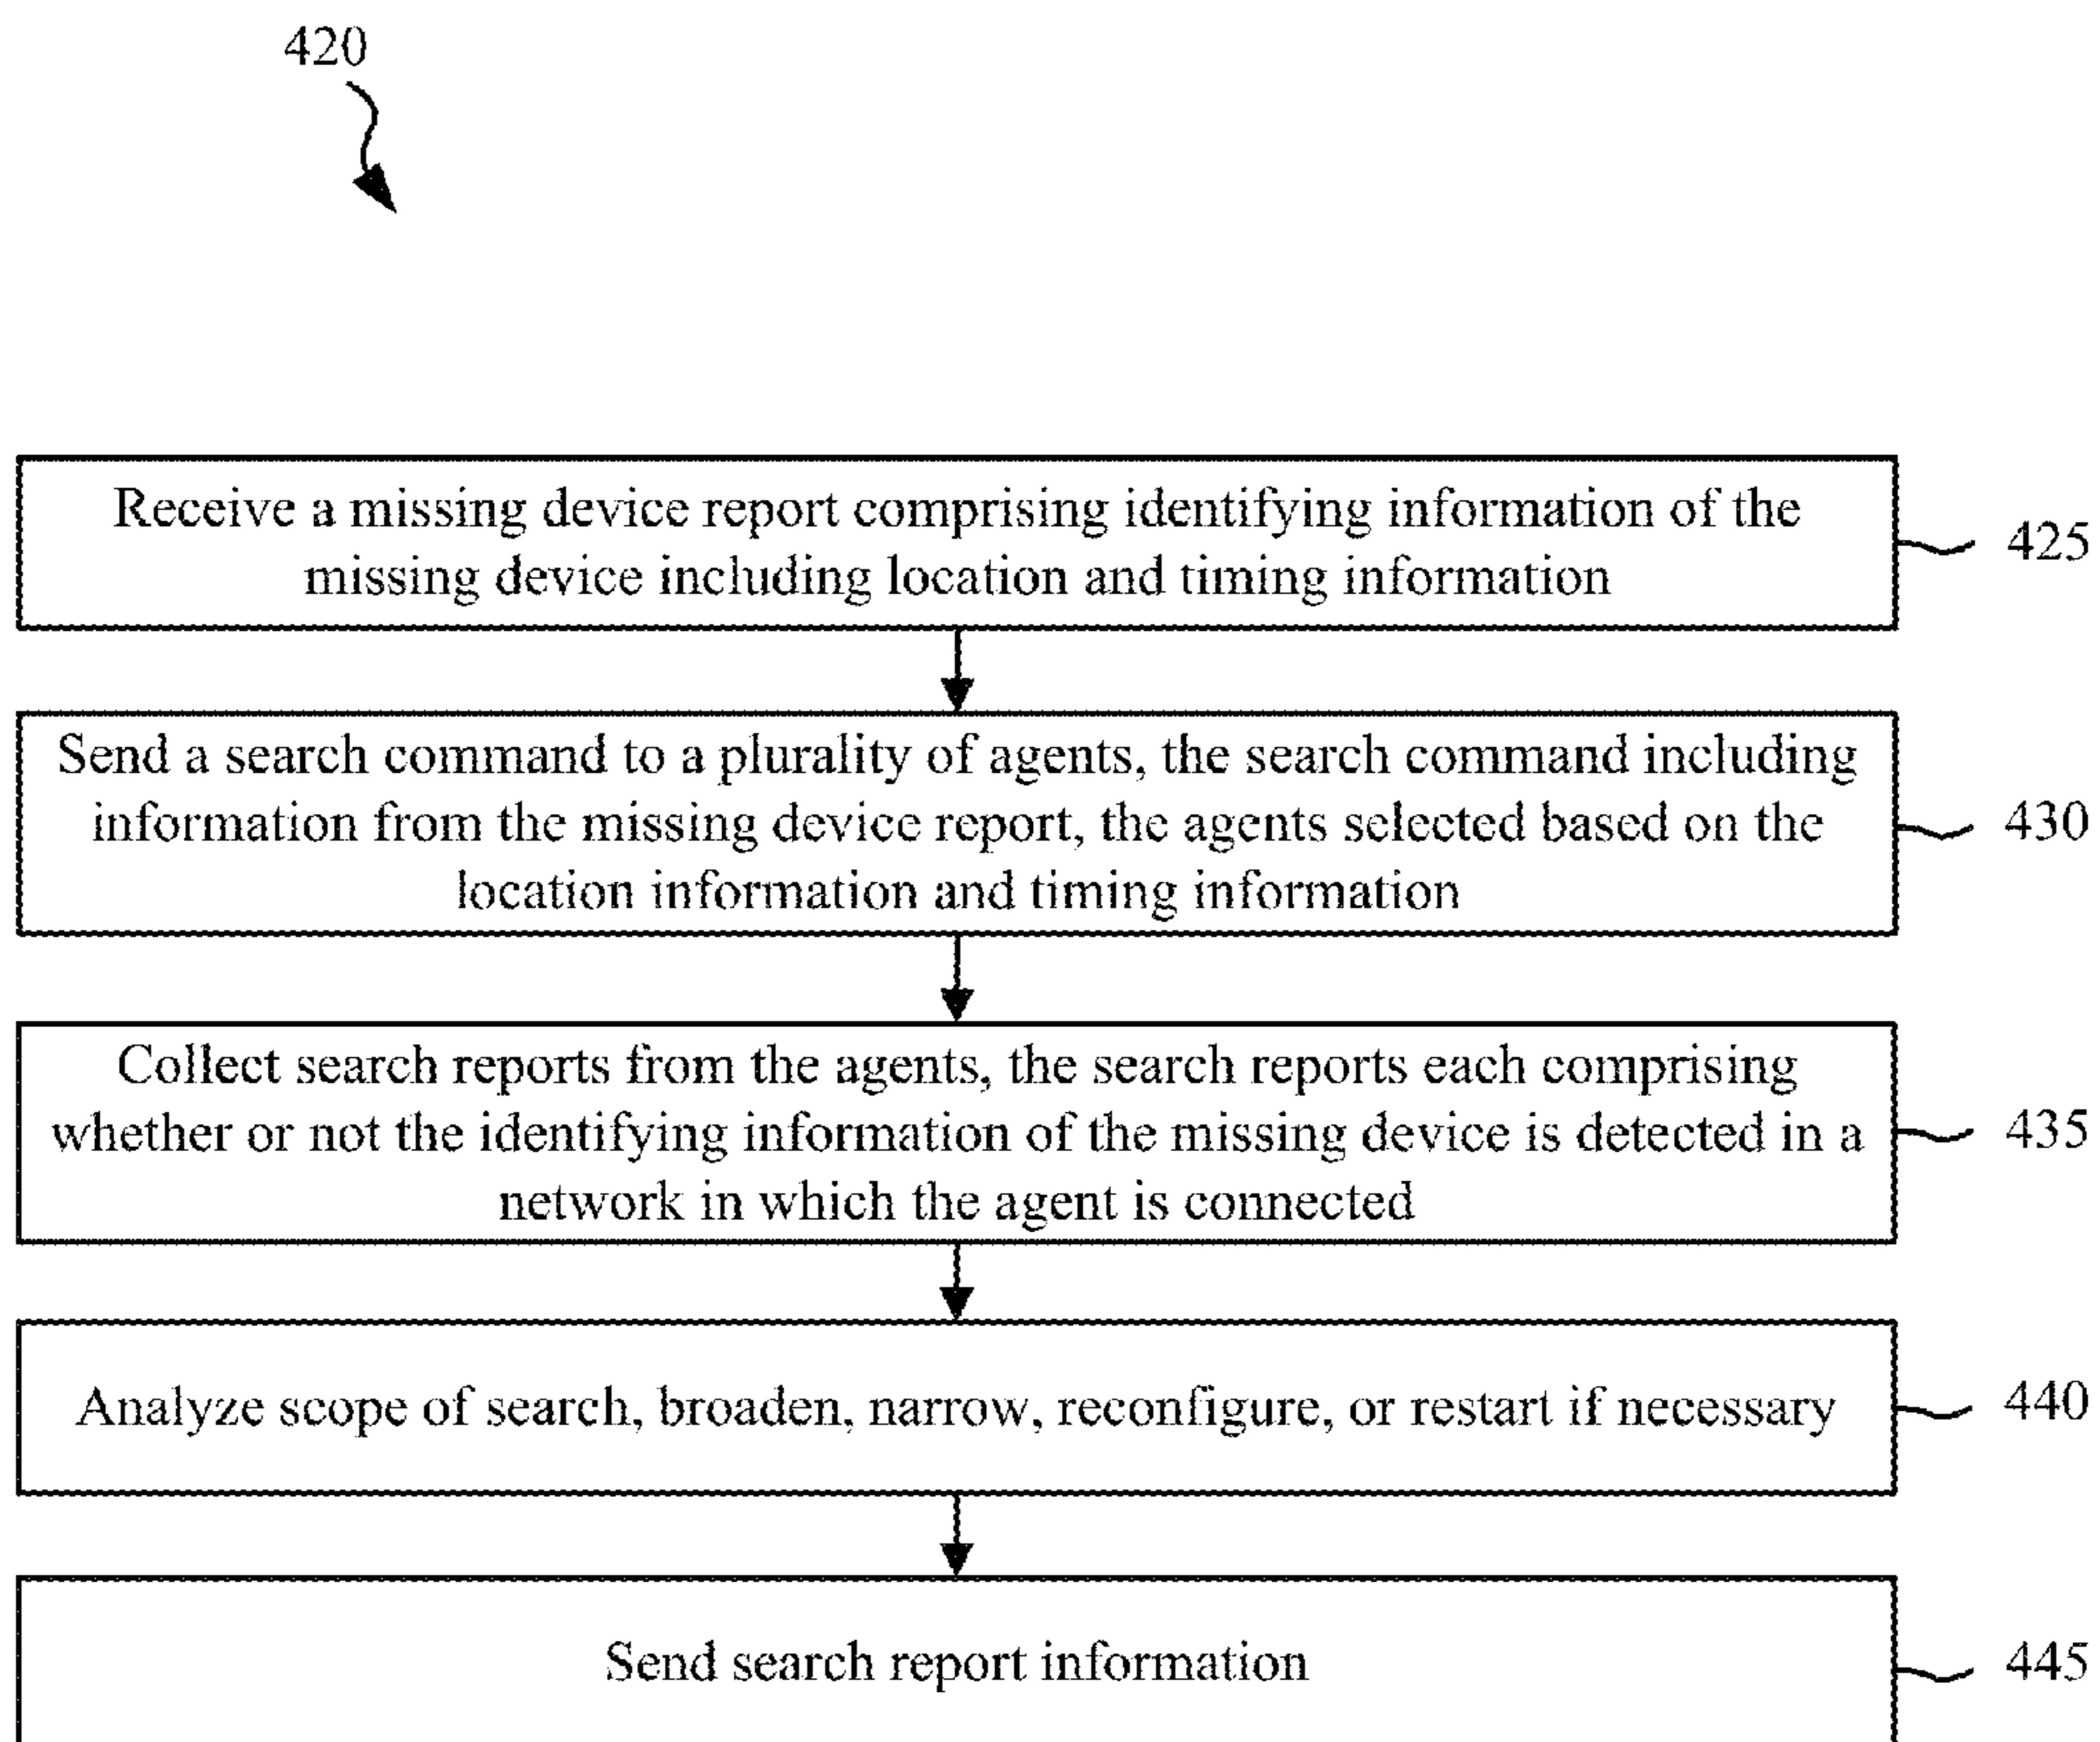 420
Receive a missing device report comprising identifying information of the
missing device including location and timing information
425
Send a search command to a plurality of agents, the search command including
information from the missing device report, the agents selected based on the
location information and timing information
430
Collect search reports from the agents, the search reports each comprising
whether or not the identifying information of the missing device is detected in a
network in which the agent is connected
435
Analyze scope of search, broaden, narrow, reconfigure, or restart if necessary
440
Send search report information
445